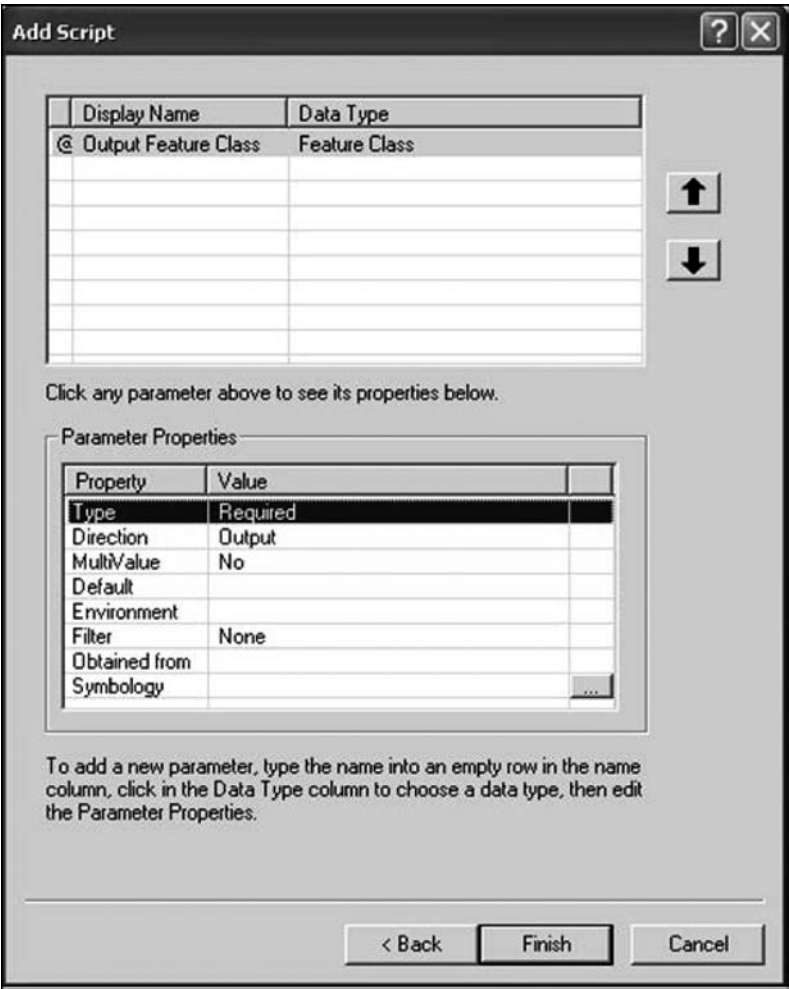 Add Script
Display Name Data Type
@ Output Feature Class Feature Class
Click any parameter above to see its properties below.
Parameter Properties
Property Value
Type Required
Direction Output
MultiValue No
Default
Environment
Filter None
Obtained from
Symbology ...
To add a new parameter, type the name into an empty row in the name
column, click in the Data Type column to choose a data type, then edit
the Parameter Properties.
< Back Finish Cancel